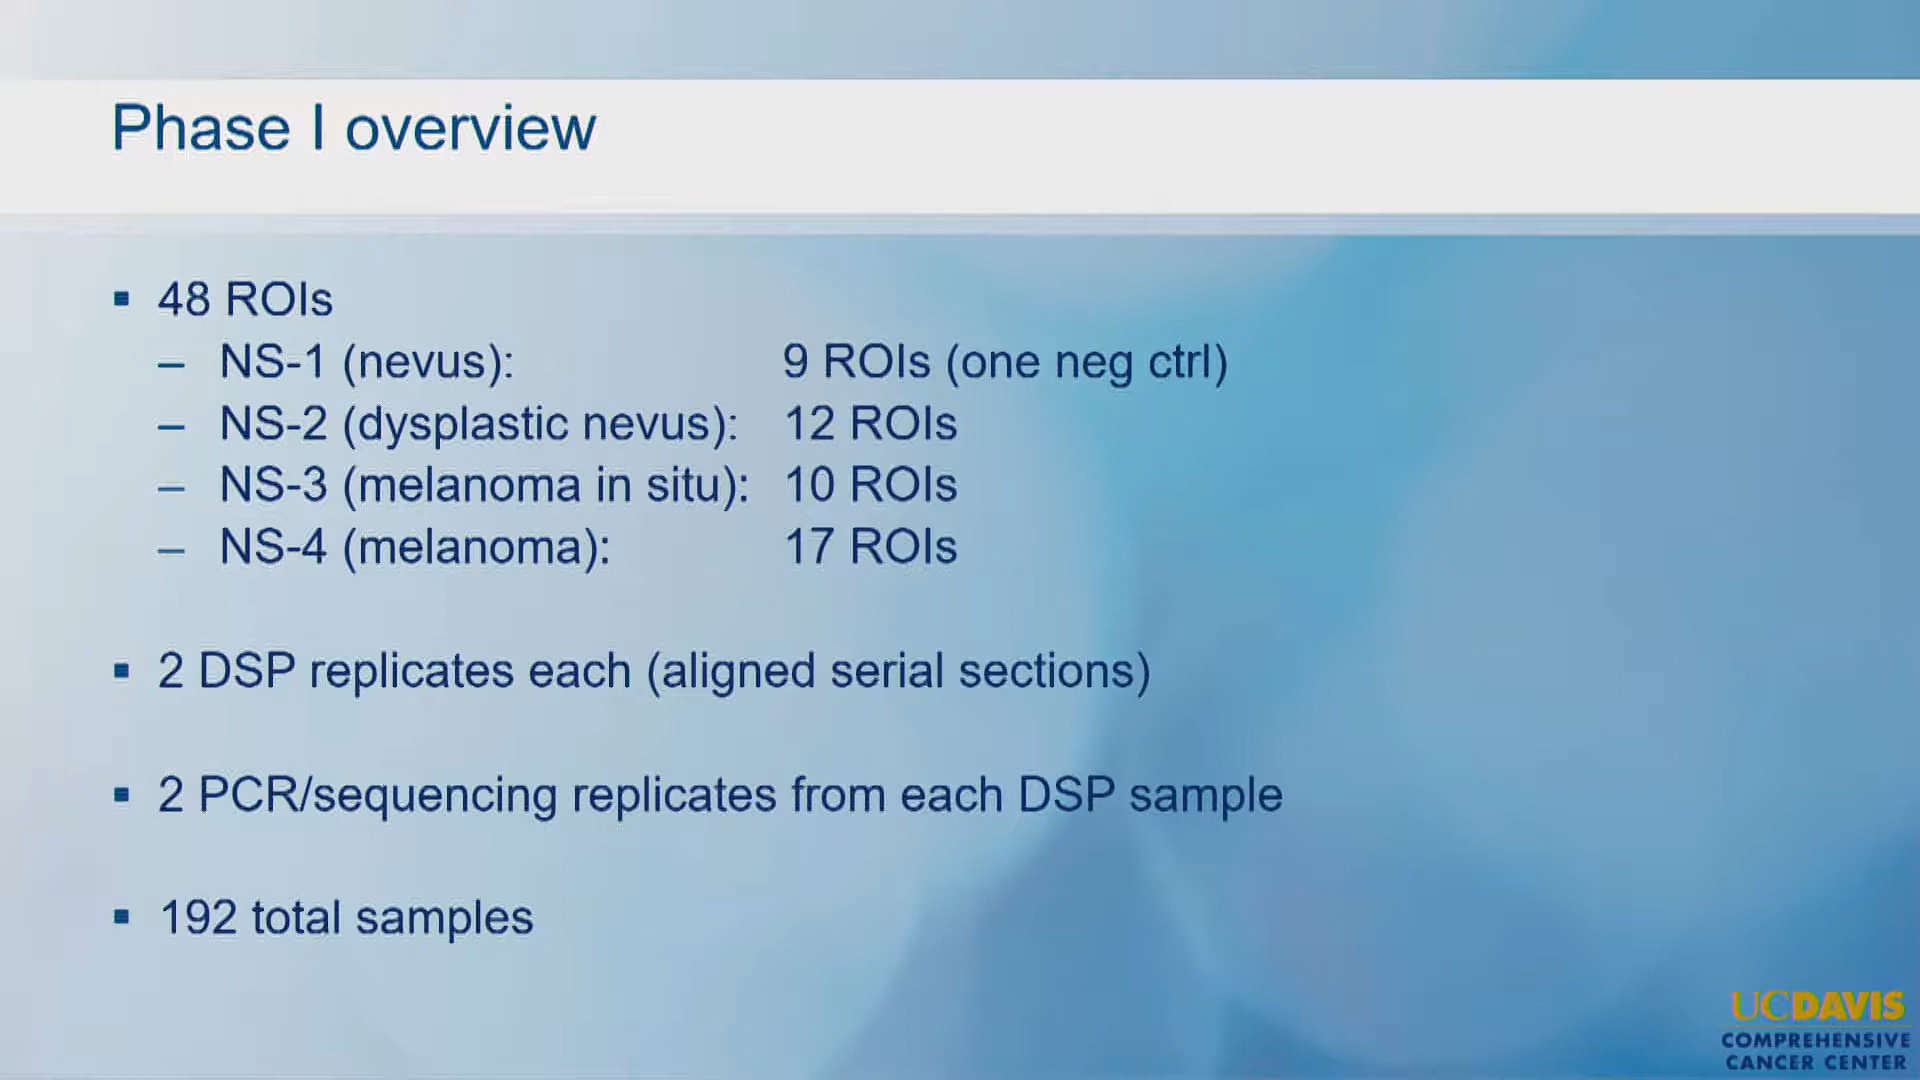 Phase I overview
▪ 48 ROIs
– NS-1 (nevus): 9 ROIs (one neg ctrl)
– NS-2 (dysplastic nevus): 12 ROIs
– NS-3 (melanoma in situ): 10 ROIs
– NS-4 (melanoma): 17 ROIs
▪ 2 DSP replicates each (aligned serial sections)
▪ 2 PCR/sequencing replicates from each DSP sample
▪ 192 total samples
UCDAVIS
COMPREHENSIVE
CANCER CENTER